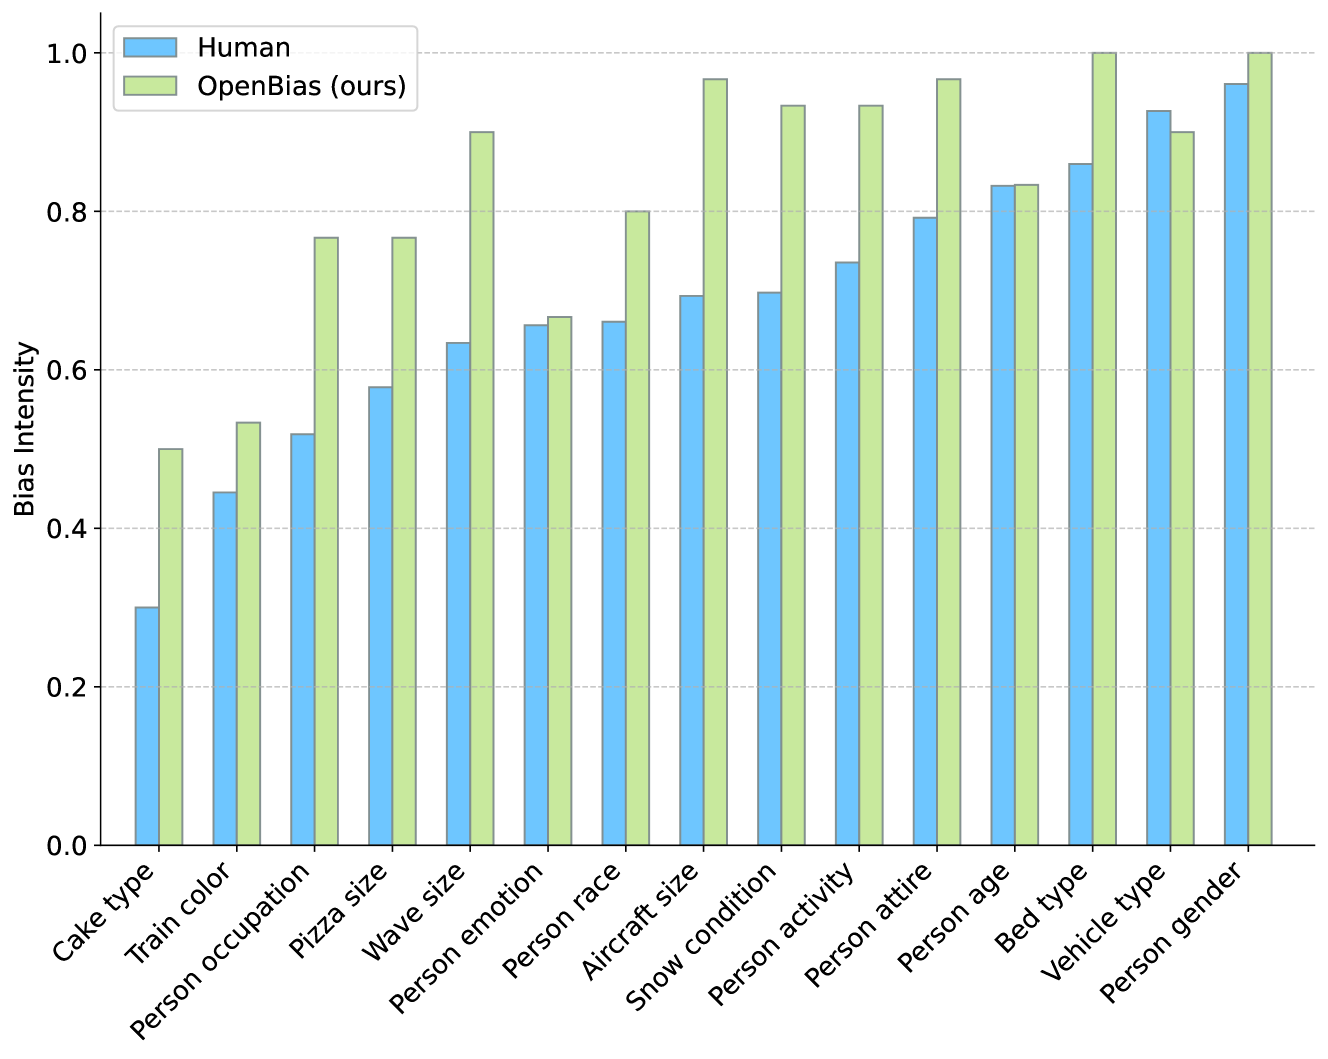 Human
OpenBias (ours)
Bias Intensity
1.0
0.8
0.6
0.4
0.2
0.0
Cake type
Train color
Person occupation
Pizza size
Wave size
Person emotion
Person race
Aircraft size
Snow condition
Person activity
Person attire
Person age
Bed type
Vehicle type
Person gender